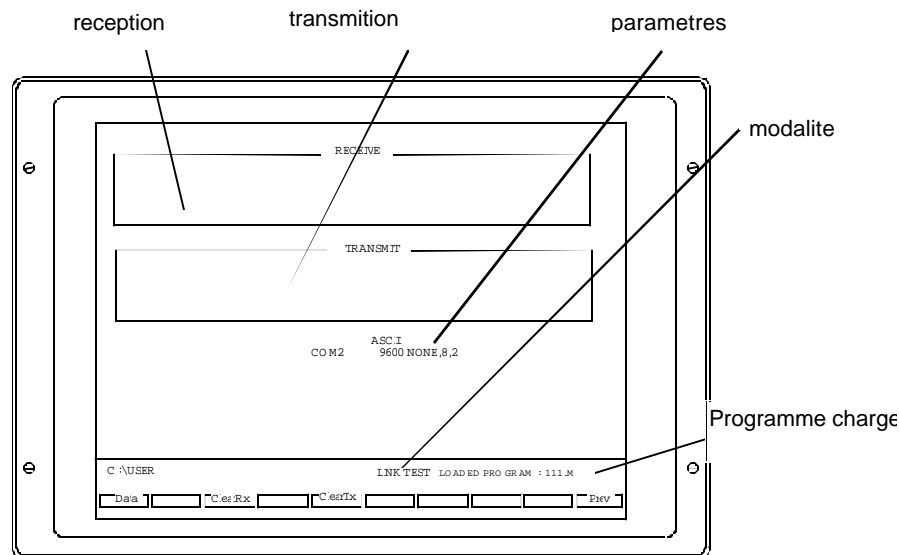 reception transmition parametres
modalite
RECEIVE
TRANSMIT
ASCII
COM2 9600 NONE,8,2
Programme charge
C:\USER LINK TEST LOADED PROGRAM : 111.M
Data ClearRx ClearTx Prev